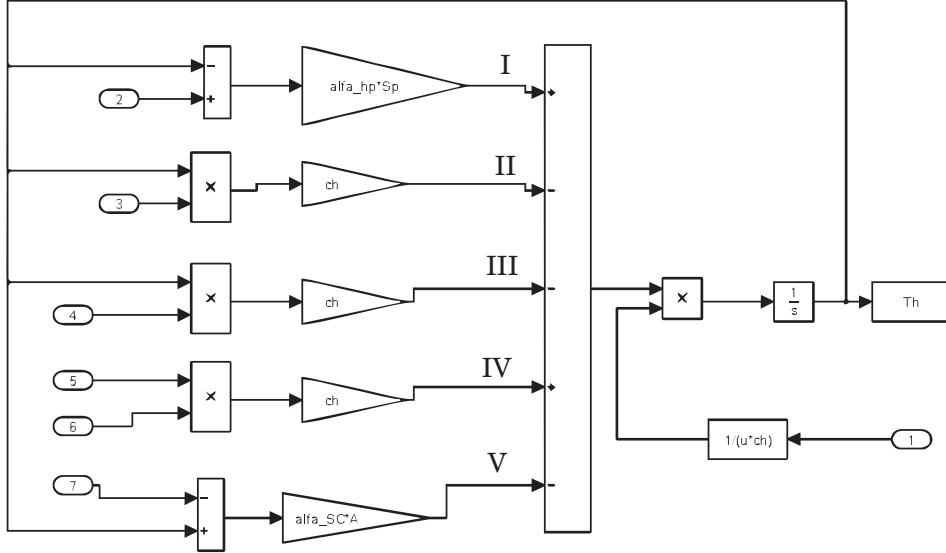 I
−
2
+
alfa_hp*Sp
+
II
×
3
ch
−
III
×
4
ch
−
×
1
s
Th
IV
5
×
6
ch
+
1/(u*ch)
1
V
7
−
+
alfa_SC*A
−